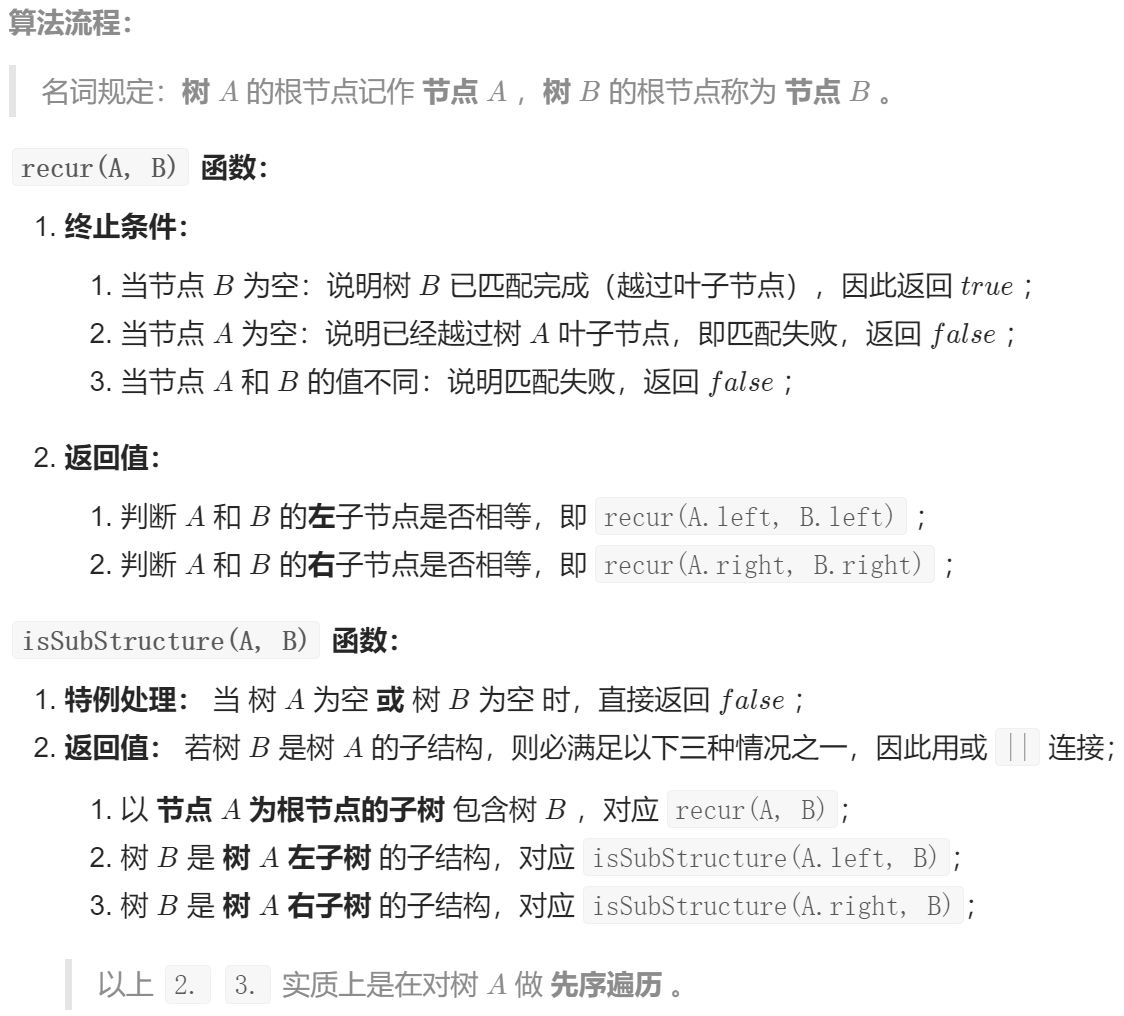 算法流程：
名词规定：树 A 的根节点记作 节点 A ，树 B 的根节点称为 节点 B 。
recur(A, B) 函数：
1. 终止条件：
1. 当节点 B 为空：说明树 B 已匹配完成（越过叶子节点），因此返回 true ；
2. 当节点 A 为空：说明已经越过树 A 叶子节点，即匹配失败，返回 false ；
3. 当节点 A 和 B 的值不同：说明匹配失败，返回 false ；
2. 返回值：
1. 判断 A 和 B 的左子节点是否相等，即 recur(A.left, B.left) ；
2. 判断 A 和 B 的右子节点是否相等，即 recur(A.right, B.right) ；
isSubStructure(A, B) 函数：
1. 特例处理： 当 树 A 为空 或 树 B 为空 时，直接返回 false ；
2. 返回值： 若树 B 是树 A 的子结构，则必满足以下三种情况之一，因此用或 || 连接；
1. 以 节点 A 为根节点的子树 包含树 B ，对应 recur(A, B)；
2. 树 B 是 树 A 左子树 的子结构，对应 isSubStructure(A.left, B)；
3. 树 B 是 树 A 右子树 的子结构，对应 isSubStructure(A.right, B)；
以上 2. 3. 实质上是在对树 A 做 先序遍历 。